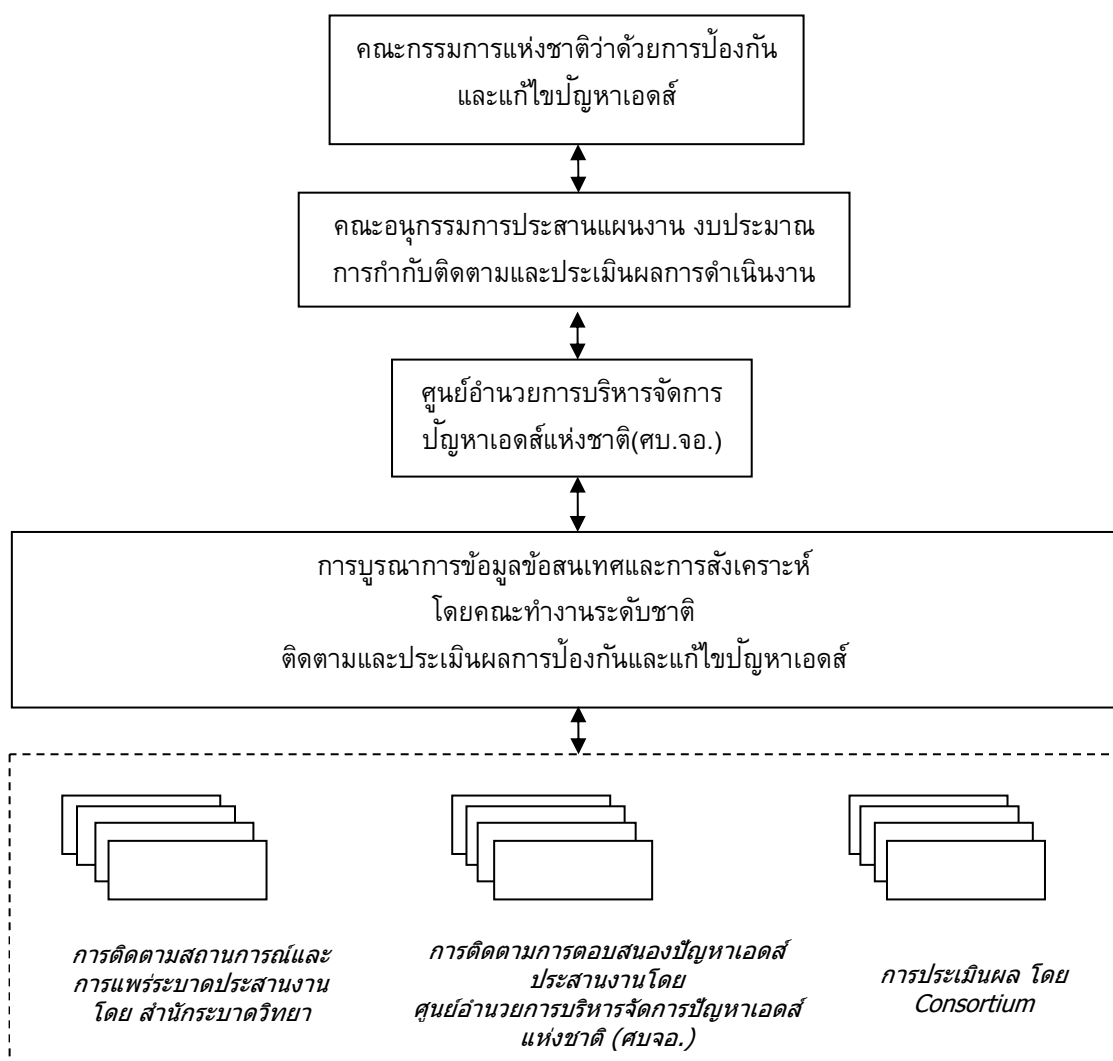 คณะกรรมการแห่งชาติว่าด้วยการป้องกัน
และแก้ไขปัญหาเอดส์
คณะอนุกรรมการประสานแผนงาน งบประมาณ
การกำกับติดตามและประเมินผลการดำเนินงาน
ศูนย์อำนวยการบริหารจัดการ
ปัญหาเอดส์แห่งชาติ(ศบ.จอ.)
การบูรณาการข้อมูลข้อสนเทศและการสังเคราะห์
โดยคณะทำงานระดับชาติ
ติดตามและประเมินผลการป้องกันและแก้ไขปัญหาเอดส์
การติดตามสถานการณ์และ
การแพร่ระบาดประสานงาน
โดย สำนักระบาดวิทยา
การติดตามการตอบสนองปัญหาเอดส์
ประสานงานโดย
ศูนย์อำนวยการบริหารจัดการปัญหาเอดส์
แห่งชาติ (ศบจอ.)
การประเมินผล โดย
Consortium